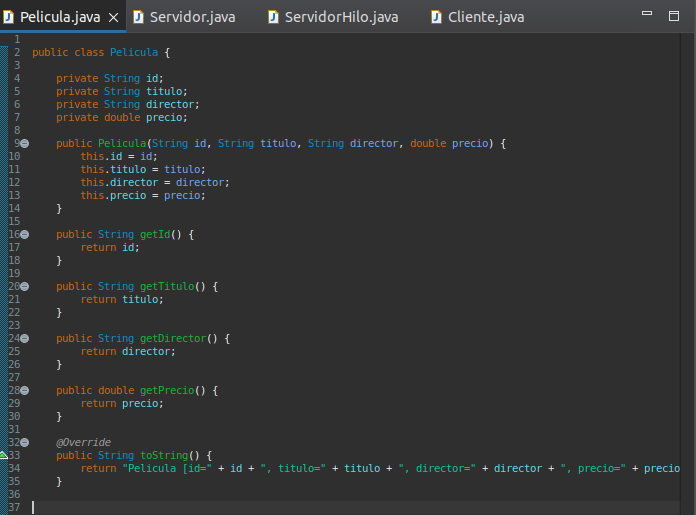 Pelicula.java Servidor.java ServidorHilo.java Cliente.java
1
2 public class Pelicula {
3
4 private String id;
5 private String titulo;
6 private String director;
7 private double precio;
8
9 public Pelicula(String id, String titulo, String director, double precio) {
10 this.id = id;
11 this.titulo = titulo;
12 this.director = director;
13 this.precio = precio;
14 }
15
16 public String getId() {
17 return id;
18 }
19
20 public String getTitulo() {
21 return titulo;
22 }
23
24 public String getDirector() {
25 return director;
26 }
27
28 public double getPrecio() {
29 return precio;
30 }
31
32 @Override
33 public String toString() {
34 return "Pelicula [id=" + id + ", titulo=" + titulo + ", director=" + director + ", precio=" + precio
35 }
36
37